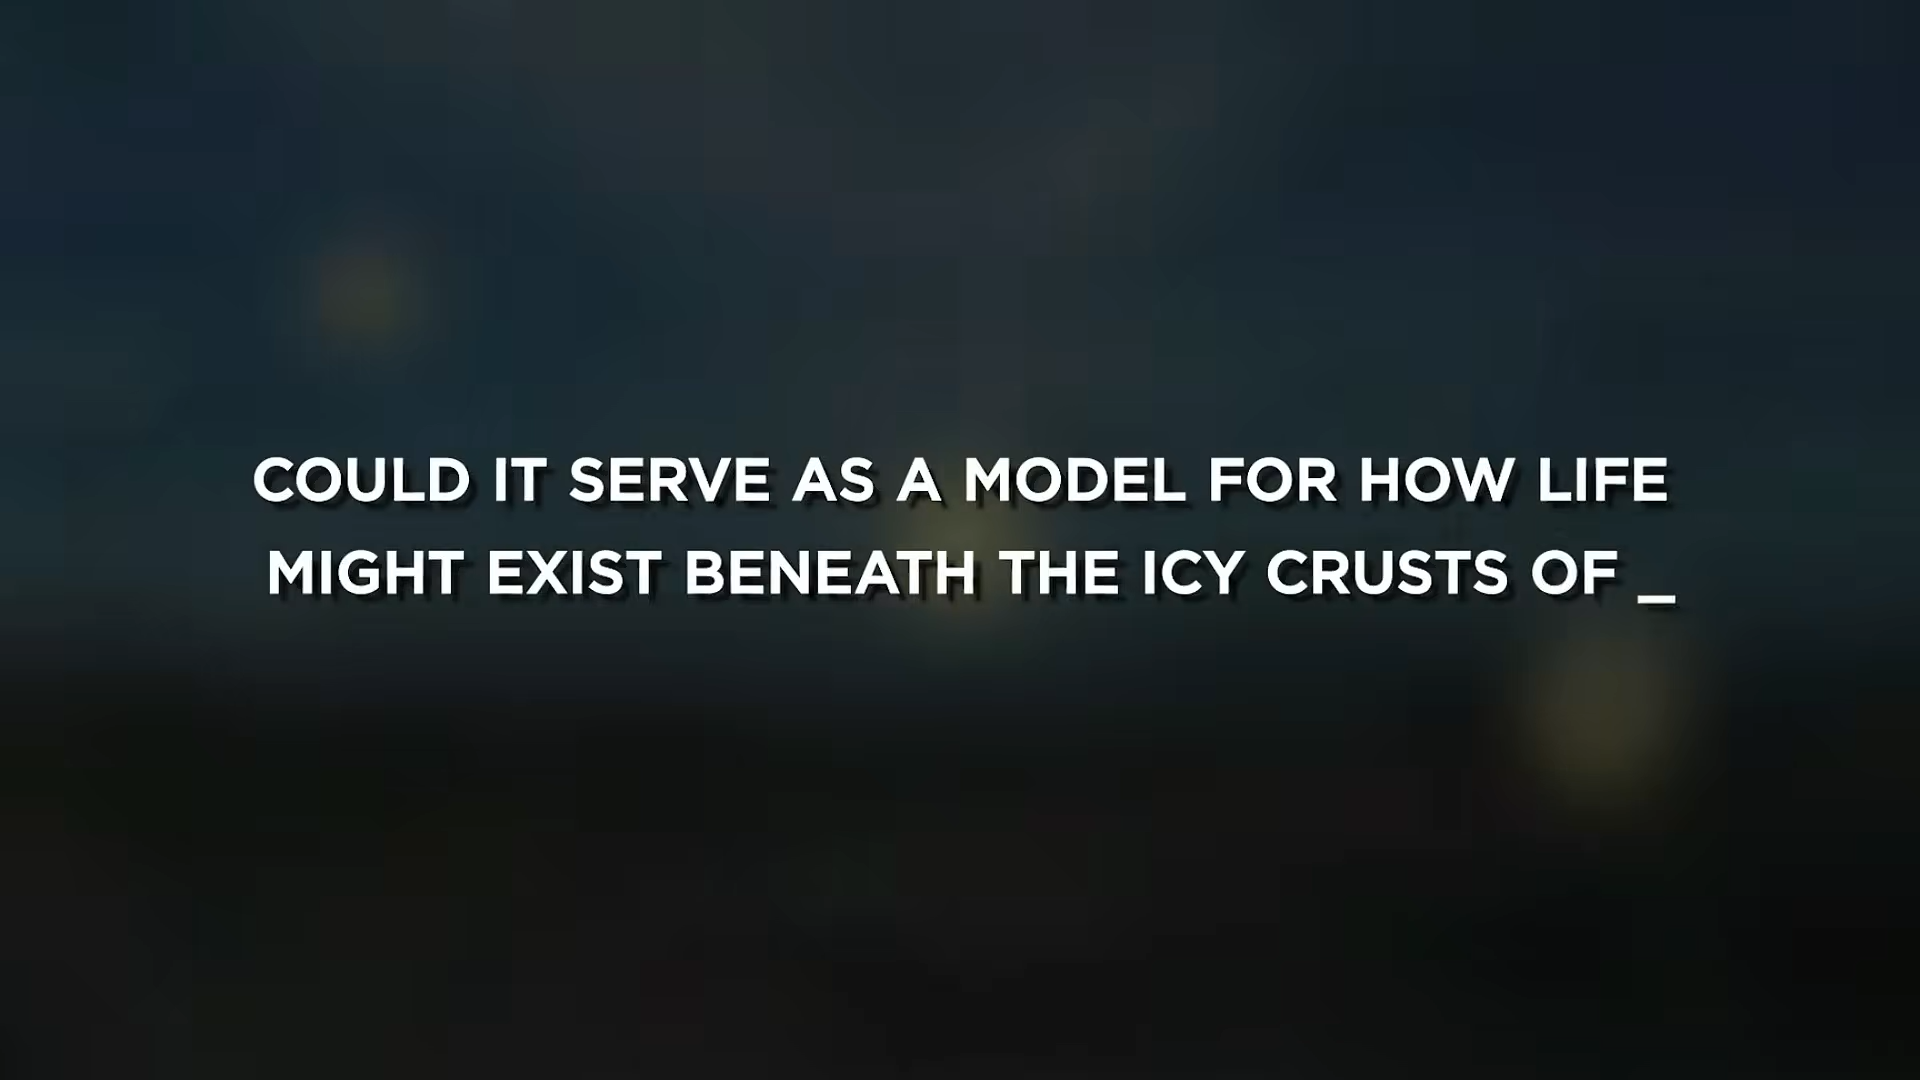 COULD IT SERVE AS A MODEL FOR HOW LIFE
MIGHT EXIST BENEATH THE ICY CRUSTS OF _